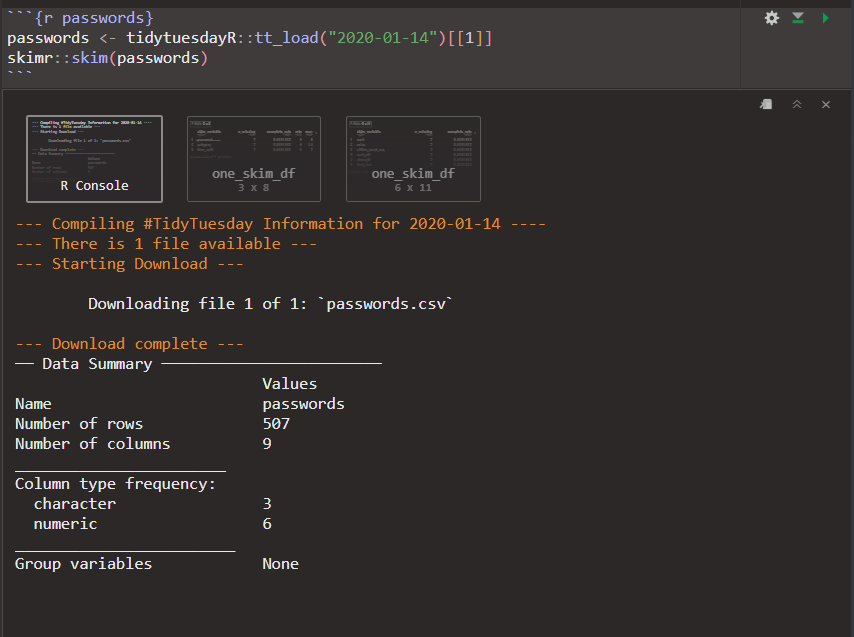 ```{r passwords}
passwords <- tidytuesdayR::tt_load("2020-01-14")[[1]]
skimr::skim(passwords)
```
R Console
one_skim_df
3 x 8
one_skim_df
6 x 11
--- Compiling #TidyTuesday Information for 2020-01-14 ----
--- There is 1 file available ---
--- Starting Download ---
Downloading file 1 of 1: `passwords.csv`
--- Download complete ---
── Data Summary ────────────────────────
Values
Name passwords
Number of rows 507
Number of columns 9
_______________________
Column type frequency:
character 3
numeric 6
________________________
Group variables None